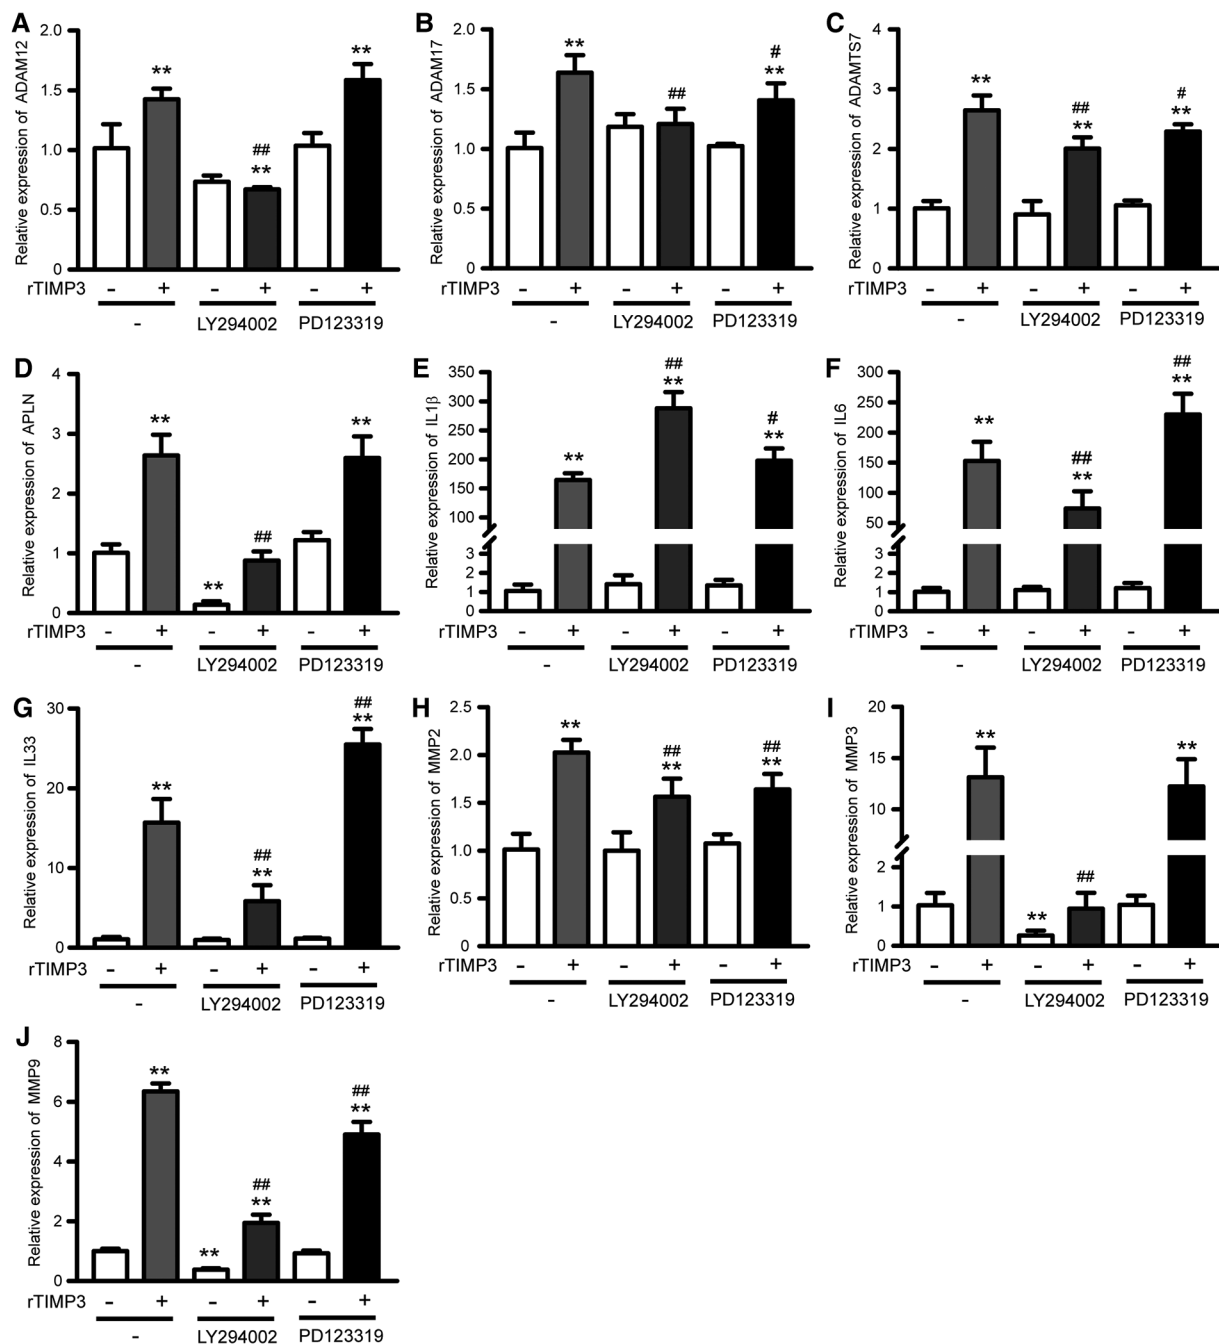 A
Relative expression of ADAM12
2.0
1.5
1.0
0.5
0
**
##
**
**
rTIMP3 - + - + - +
- LY294002 PD123319
B
Relative expression of ADAM17
2.0
1.5
1.0
0.5
0
**
##
#
**
- + - + - +
- LY294002 PD123319
C
Relative expression of ADAMTS7
4
3
2
1
0
**
##
**
#
**
rTIMP3 - + - + - +
- LY294002 PD123319
D
Relative expression of APLN
4
3
2
1
0
**
**
##
**
rTIMP3 - + - + - +
- LY294002 PD123319
E
Relative expression of IL1β
350
300
250
200
150
100
3
2
1
0
**
##
**
#
**
rTIMP3 - + - + - +
- LY294002 PD123319
F
Relative expression of IL6
300
250
200
150
100
50
3
2
1
0
**
##
**
##
**
rTIMP3 - + - + - +
- LY294002 PD123319
G
Relative expression of IL33
30
20
10
0
**
##
**
##
**
rTIMP3 - + - + - +
- LY294002 PD123319
H
Relative expression of MMP2
2.5
2.0
1.5
1.0
0.5
0
**
##
**
##
**
rTIMP3 - + - + - +
- LY294002 PD123319
I
Relative expression of MMP3
20
15
10
2
1
0
**
**
##
**
rTIMP3 - + - + - +
- LY294002 PD123319
J
Relative expression of MMP9
8
6
4
2
0
**
**
##
**
##
**
rTIMP3 - + - + - +
- LY294002 PD123319